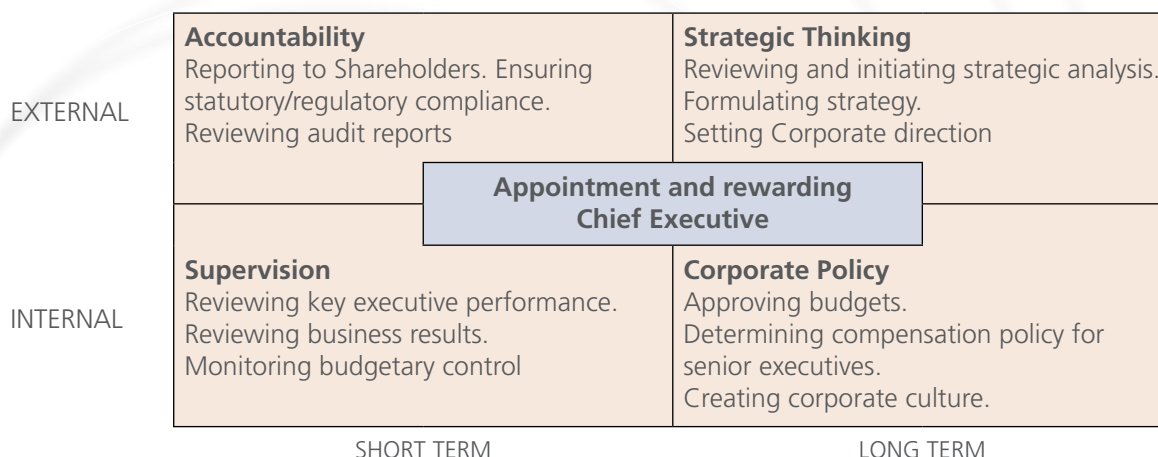 EXTERNAL
Accountability
Reporting to Shareholders. Ensuring
statutory/regulatory compliance.
Reviewing audit reports
Strategic Thinking
Reviewing and initiating strategic analysis.
Formulating strategy.
Setting Corporate direction
Appointment and rewarding
Chief Executive
INTERNAL
Supervision
Reviewing key executive performance.
Reviewing business results.
Monitoring budgetary control
Corporate Policy
Approving budgets.
Determining compensation policy for
senior executives.
Creating corporate culture.
SHORT TERM
LONG TERM